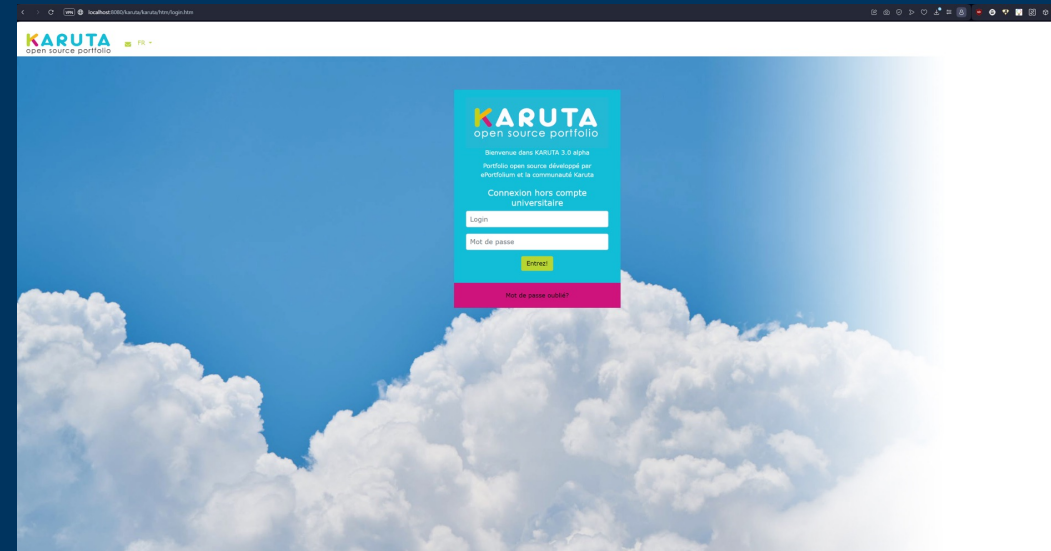 VPN
localhost:8080/karuta/karuta/htm/login.htm
KARUTA
open source portfolio
FR
KARUTA
open source portfolio
Bienvenue dans KARUTA 3.0 alpha
Portfolio open source développé par
ePortfolium et la communauté Karuta
Connexion hors compte
universitaire
Login
Mot de passe
Entrez!
Mot de passe oublié?